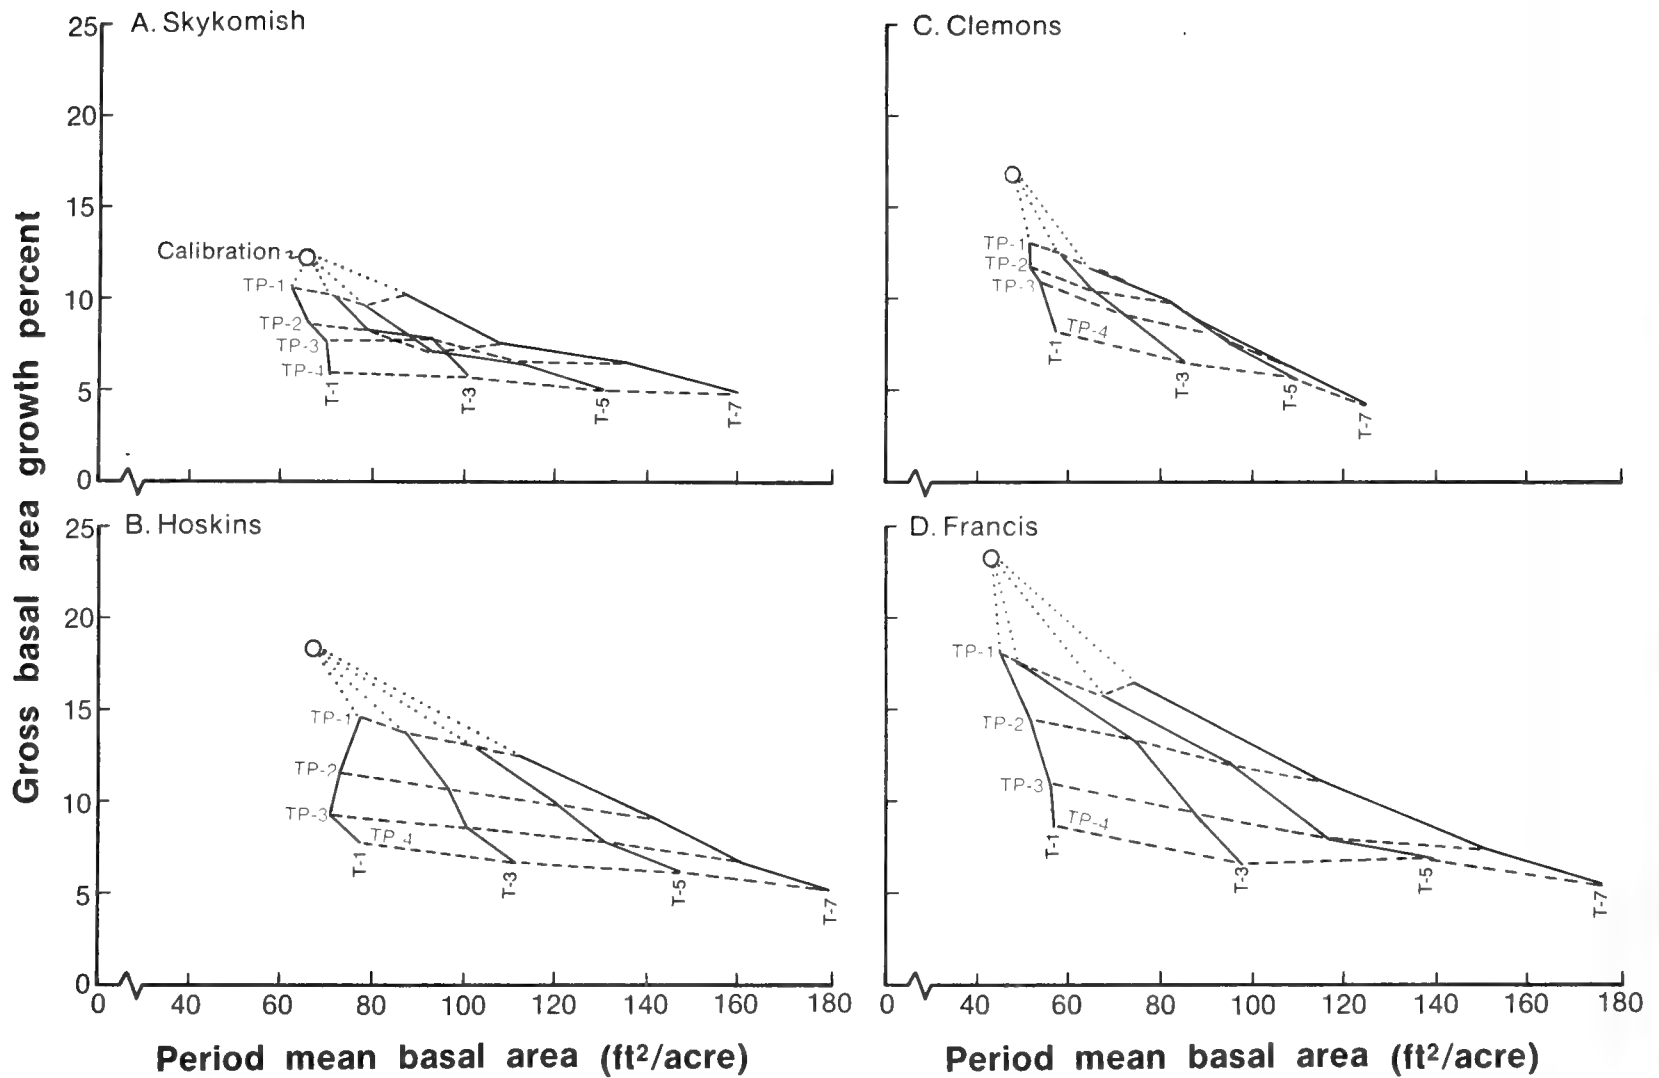 Gross basal area growth percent
A. Skykomish
25
20
15
10
5
0
Calibration
TP-1
TP-2
TP-3
TP-4
T-1
T-3
T-5
T-7
C. Clemons
TP-1
TP-2
TP-3
TP-4
T-1
T-3
T-5
T-7
B. Hoskins
25
20
15
10
5
0
TP-1
TP-2
TP-3
TP-4
T-1
T-3
T-5
T-7
0 40 60 80 100 120 140 160 180
Period mean basal area (ft²/acre)
D. Francis
TP-1
TP-2
TP-3
TP-4
T-1
T-3
T-5
T-7
0 40 60 80 100 120 140 160 180
Period mean basal area (ft²/acre)